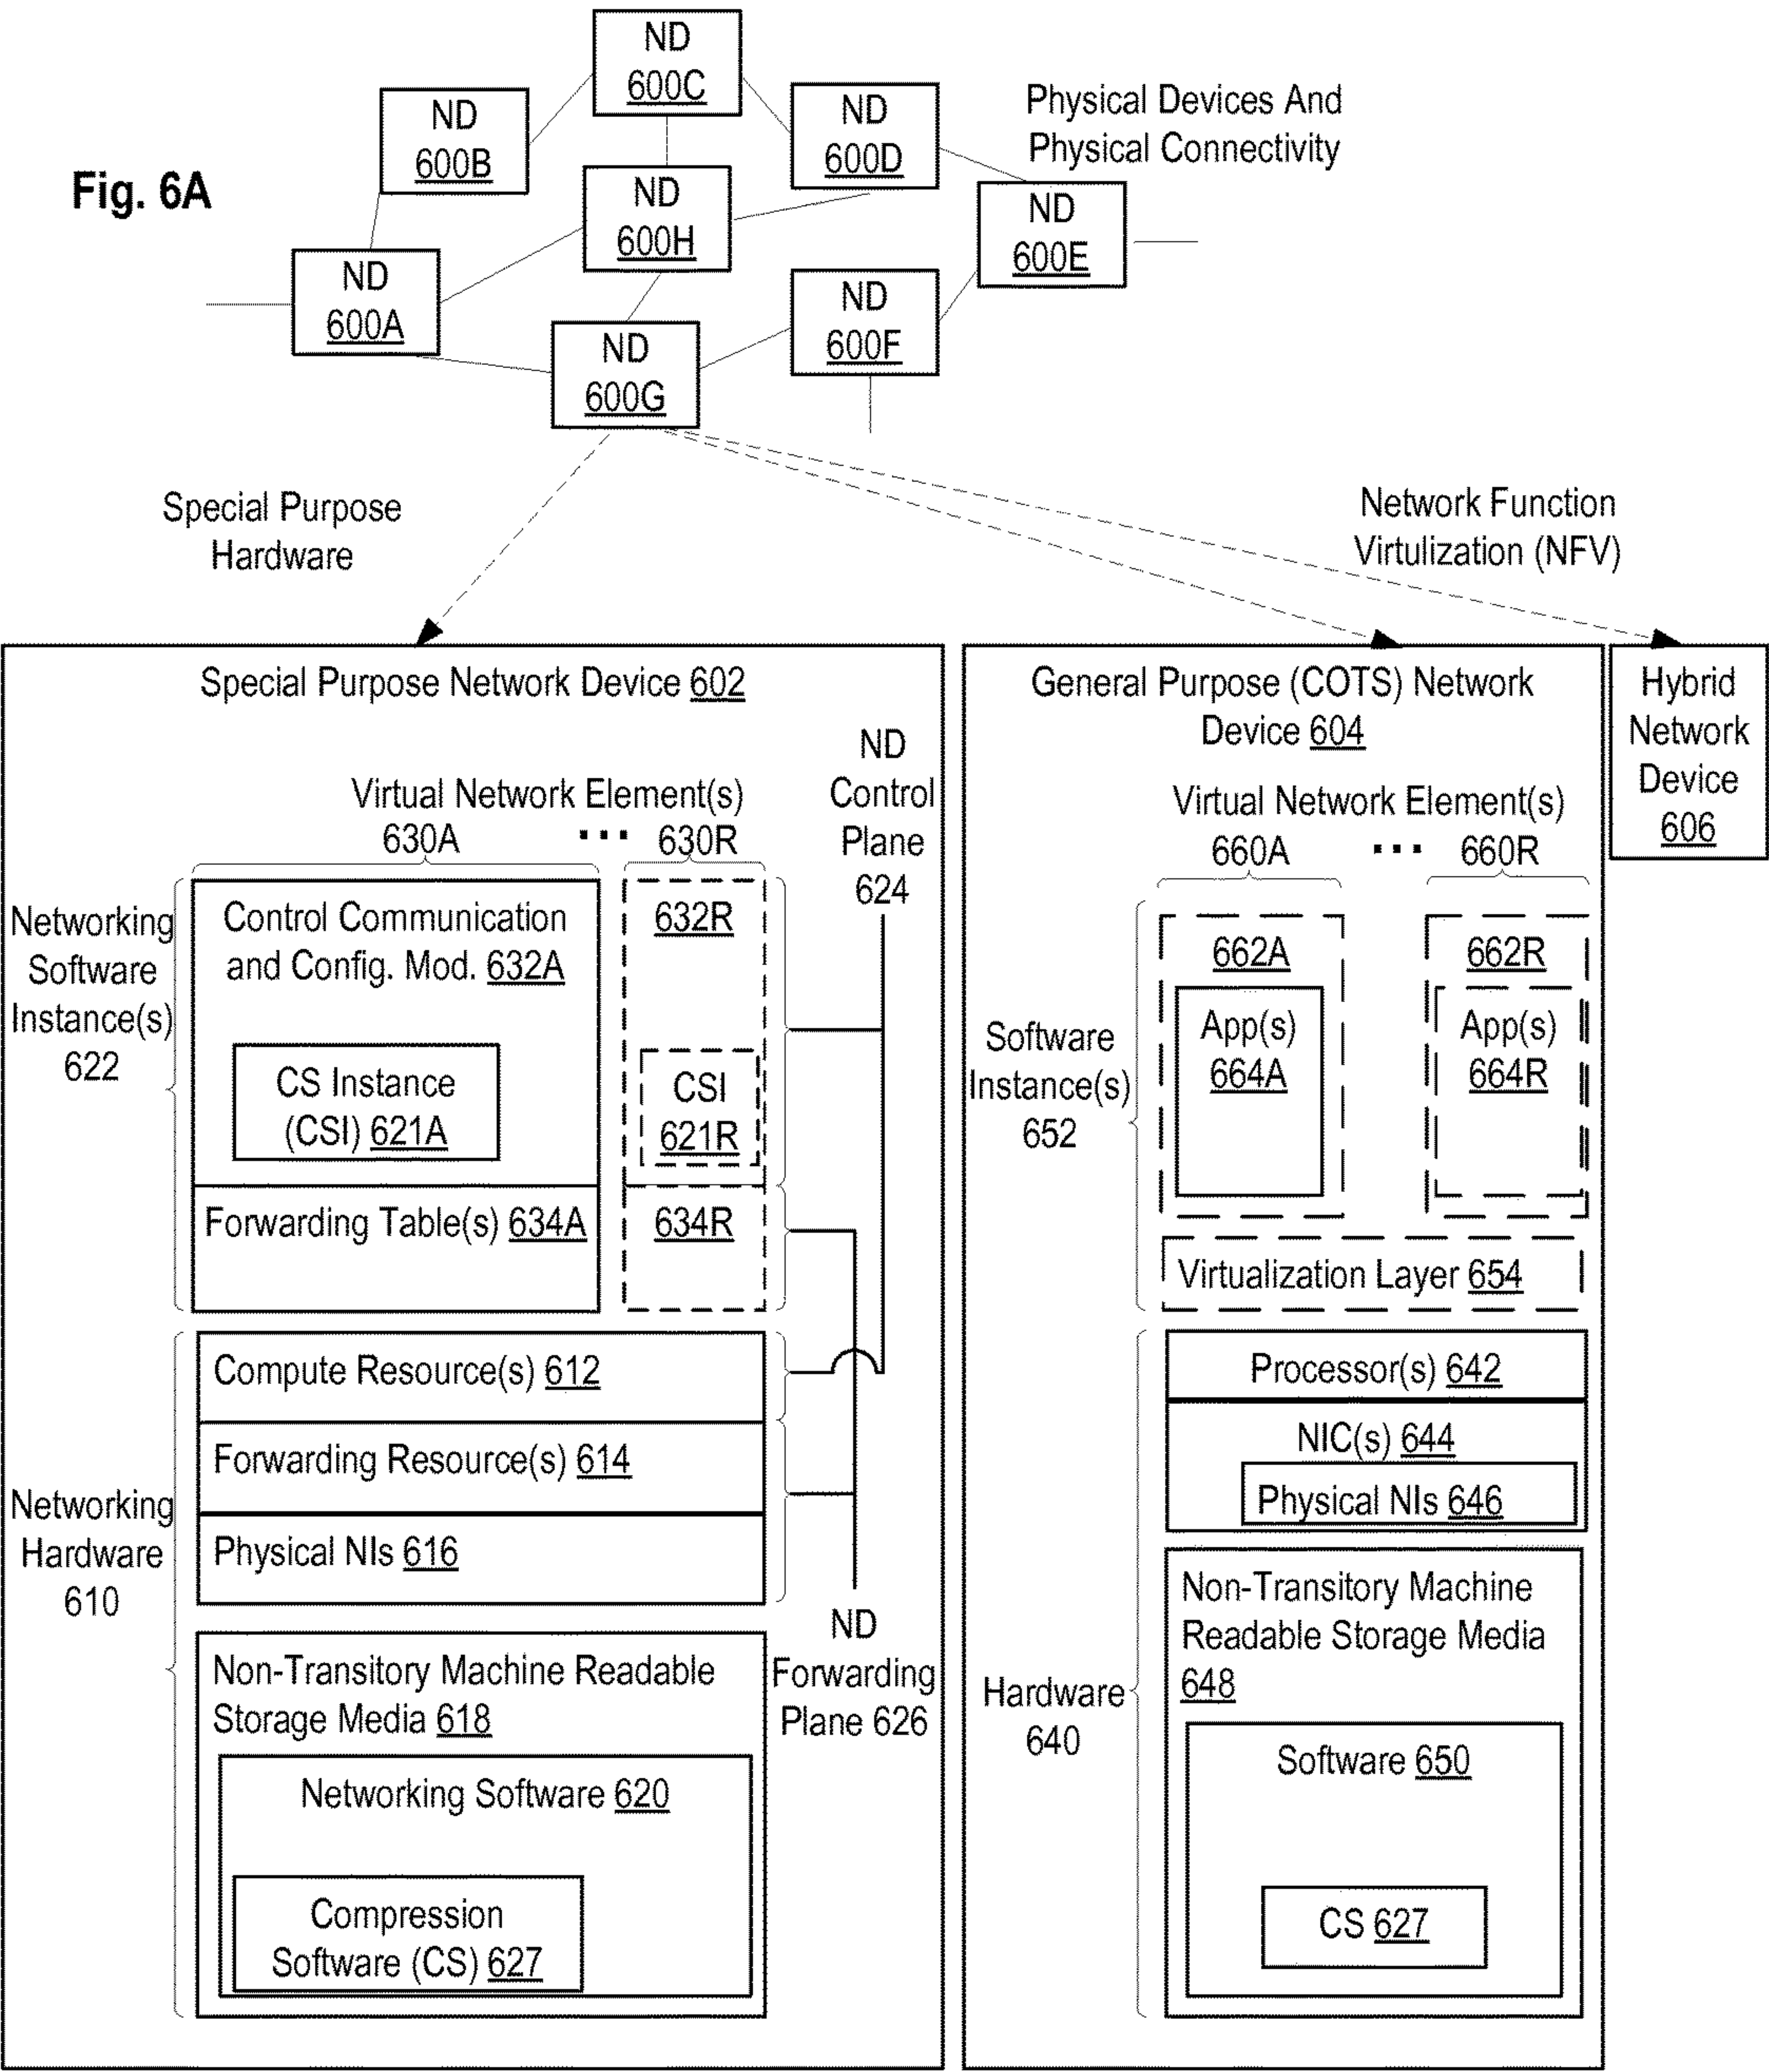 Fig. 6A
ND
600C
ND
600B
ND
600D
Physical Devices And
Physical Connectivity
ND
600H
ND
600E
ND
600A
ND
600F
ND
600G
Special Purpose
Hardware
Network Function
Virtulization (NFV)
Special Purpose Network Device 602
ND
Control
Plane
624
Virtual Network Element(s)
630A ... 630R
Networking
Software
Instance(s)
622
Control Communication
and Config. Mod. 632A
632R
CS Instance
(CSI) 621A
CSI
621R
Forwarding Table(s) 634A
634R
Networking
Hardware
610
Compute Resource(s) 612
Forwarding Resource(s) 614
Physical NIs 616
ND
Forwarding
Plane 626
Non-Transitory Machine Readable
Storage Media 618
Networking Software 620
Compression
Software (CS) 627
General Purpose (COTS) Network
Device 604
Virtual Network Element(s)
660A ... 660R
Software
Instance(s)
652
662A
662R
App(s)
664A
App(s)
664R
Virtualization Layer 654
Hardware
640
Processor(s) 642
NIC(s) 644
Physical NIs 646
Non-Transitory Machine
Readable Storage Media
648
Software 650
CS 627
Hybrid
Network
Device
606